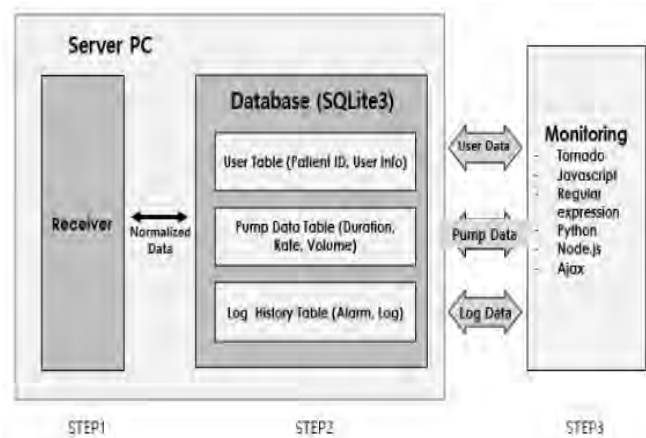 Server PC
Receiver
Normalized
Data
Database (SQLite3)
User Table (Patient ID, User Info)
Pump Data Table (Duration,
Rate, Volume)
Log History Table (Alarm, Log)
User Data
Pump Data
Log Data
Monitoring
- Tornado
- Javascript
- Regular
expression
- Python
- Node.js
- Ajax
STEP1
STEP2
STEP3